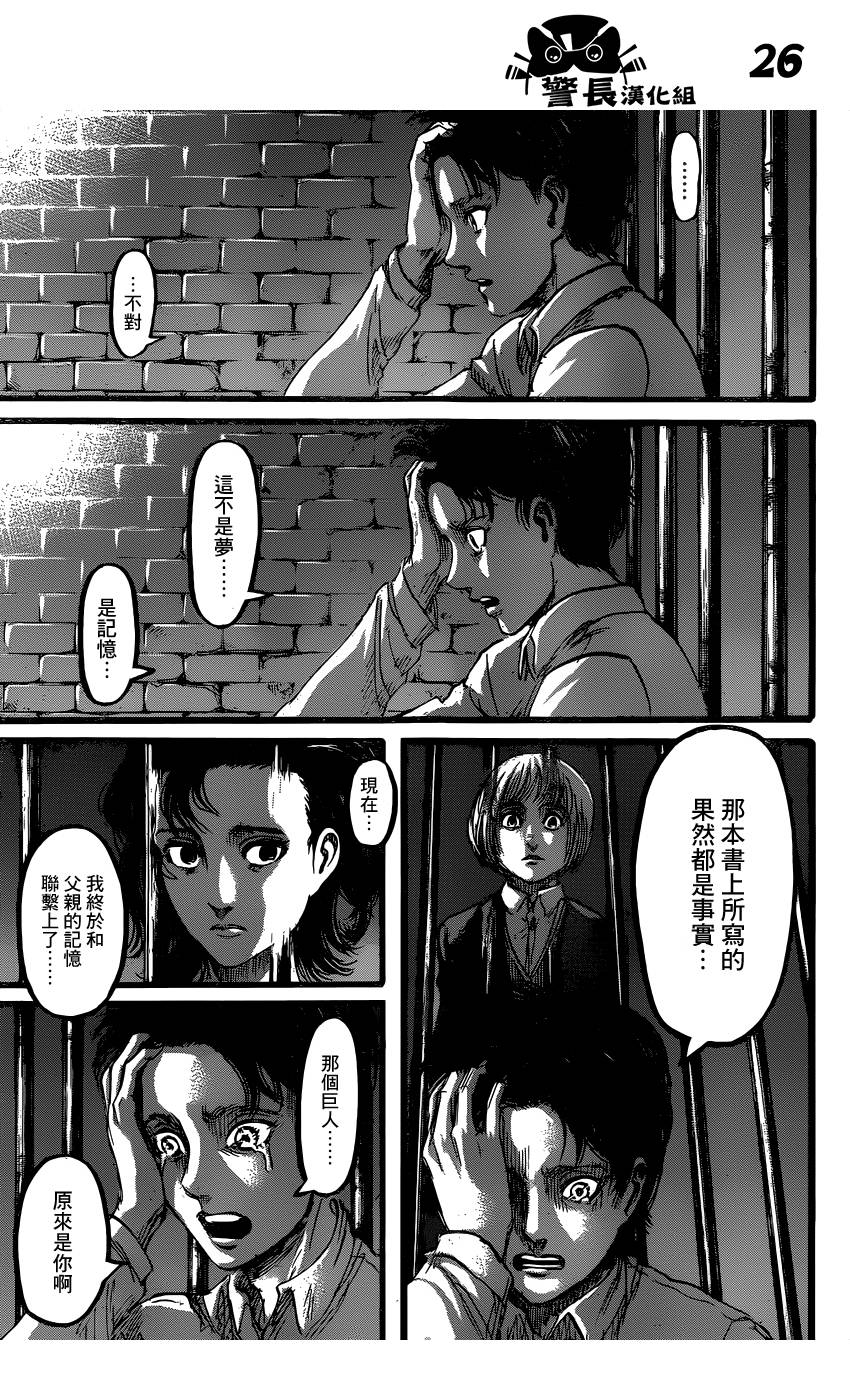 警長漢化組
26
……
…不對
這不是夢……
是記憶…
那本書上所寫的
果然都是事實…
現在…
我終於和
父親的記憶
聯繫上了……
那個巨人……
原來是你啊